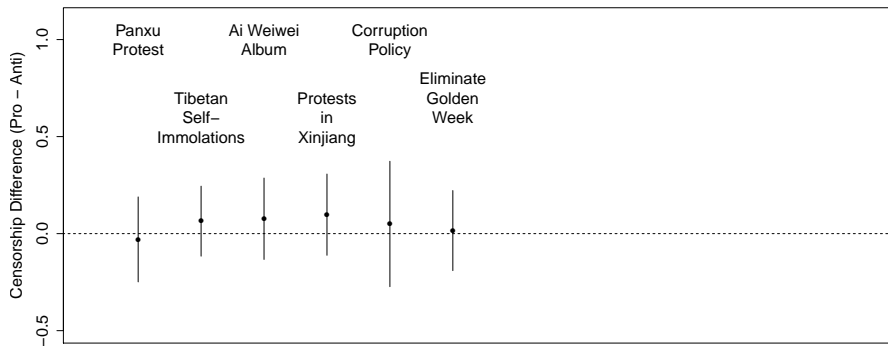 Censorship Difference (Pro − Anti)
1.0
0.5
0.0
−0.5
Panxu
Protest
Tibetan
Self−
Immolations
Ai Weiwei
Album
Protests
in
Xinjiang
Corruption
Policy
Eliminate
Golden
Week